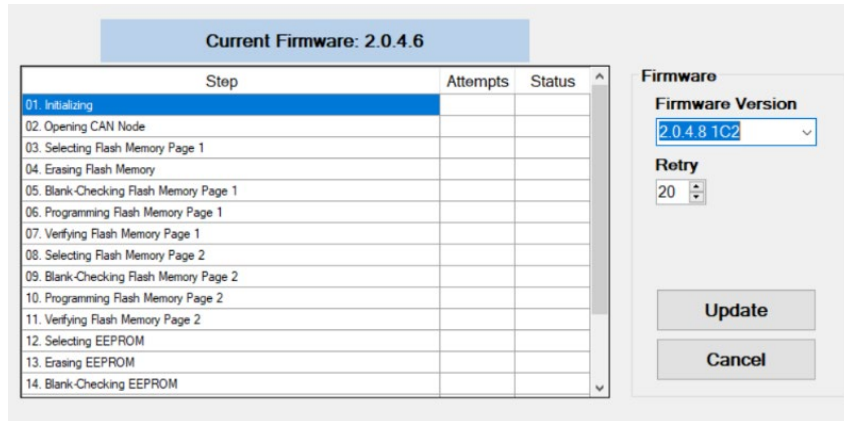 Current Firmware: 2.0.4.6
Step Attempts Status
01. Initializing
02. Opening CAN Node
03. Selecting Flash Memory Page 1
04. Erasing Flash Memory
05. Blank-Checking Flash Memory Page 1
06. Programming Flash Memory Page 1
07. Verifying Flash Memory Page 1
08. Selecting Flash Memory Page 2
09. Blank-Checking Flash Memory Page 2
10. Programming Flash Memory Page 2
11. Verifying Flash Memory Page 2
12. Selecting EEPROM
13. Erasing EEPROM
14. Blank-Checking EEPROM
Firmware
Firmware Version
2.0.4.8 1C2
Retry
20
Update
Cancel